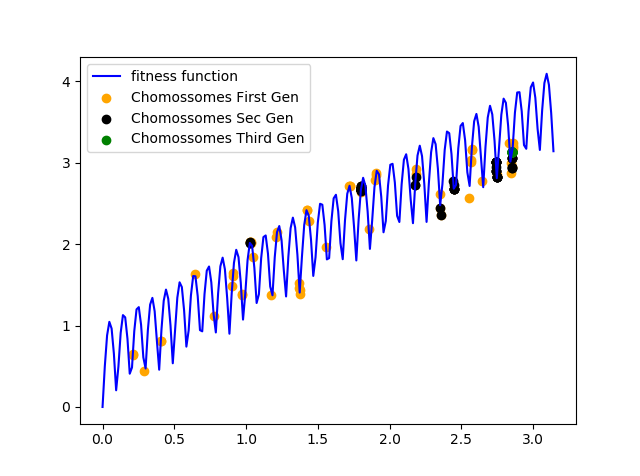 fitness function
Chomossomes First Gen
Chomossomes Sec Gen
Chomossomes Third Gen
4
3
2
1
0
0.0 0.5 1.0 1.5 2.0 2.5 3.0